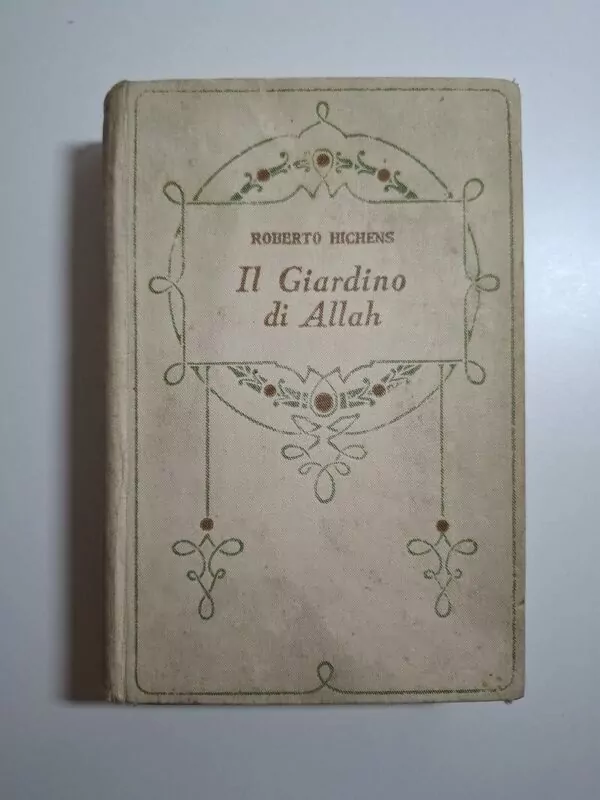 ROBERTO HICHENS
Il Giardino
di Allah